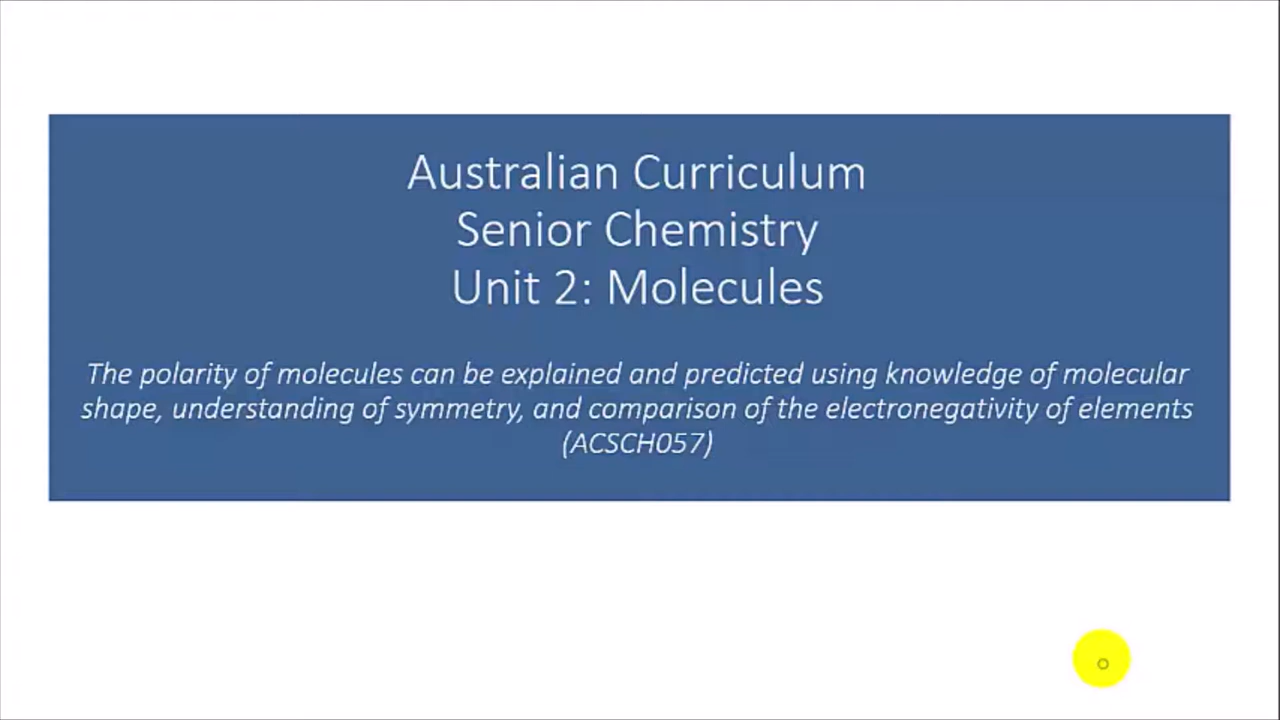 Australian Curriculum
Senior Chemistry
Unit 2: Molecules
The polarity of molecules can be explained and predicted using knowledge of molecular
shape, understanding of symmetry, and comparison of the electronegativity of elements
(ACSCH057)